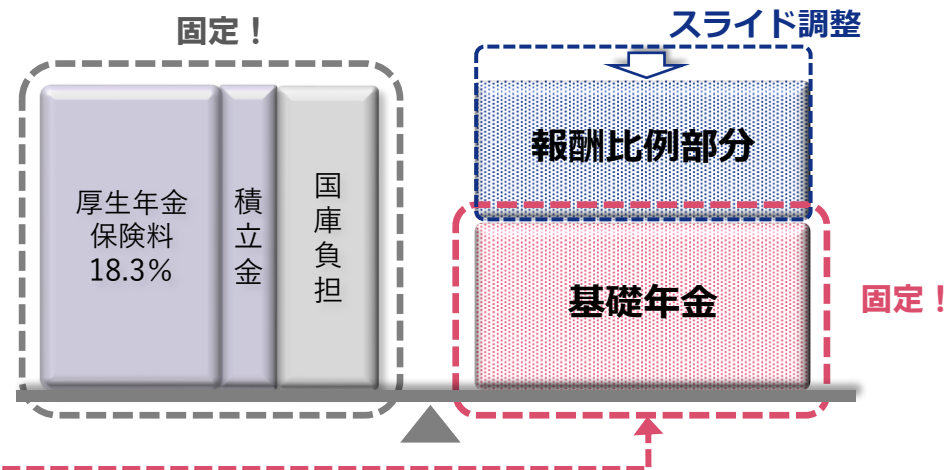 固定！
スライド調整
厚生年金
保険料
18.3％
積立金
国庫負担
報酬比例部分
基礎年金
固定！